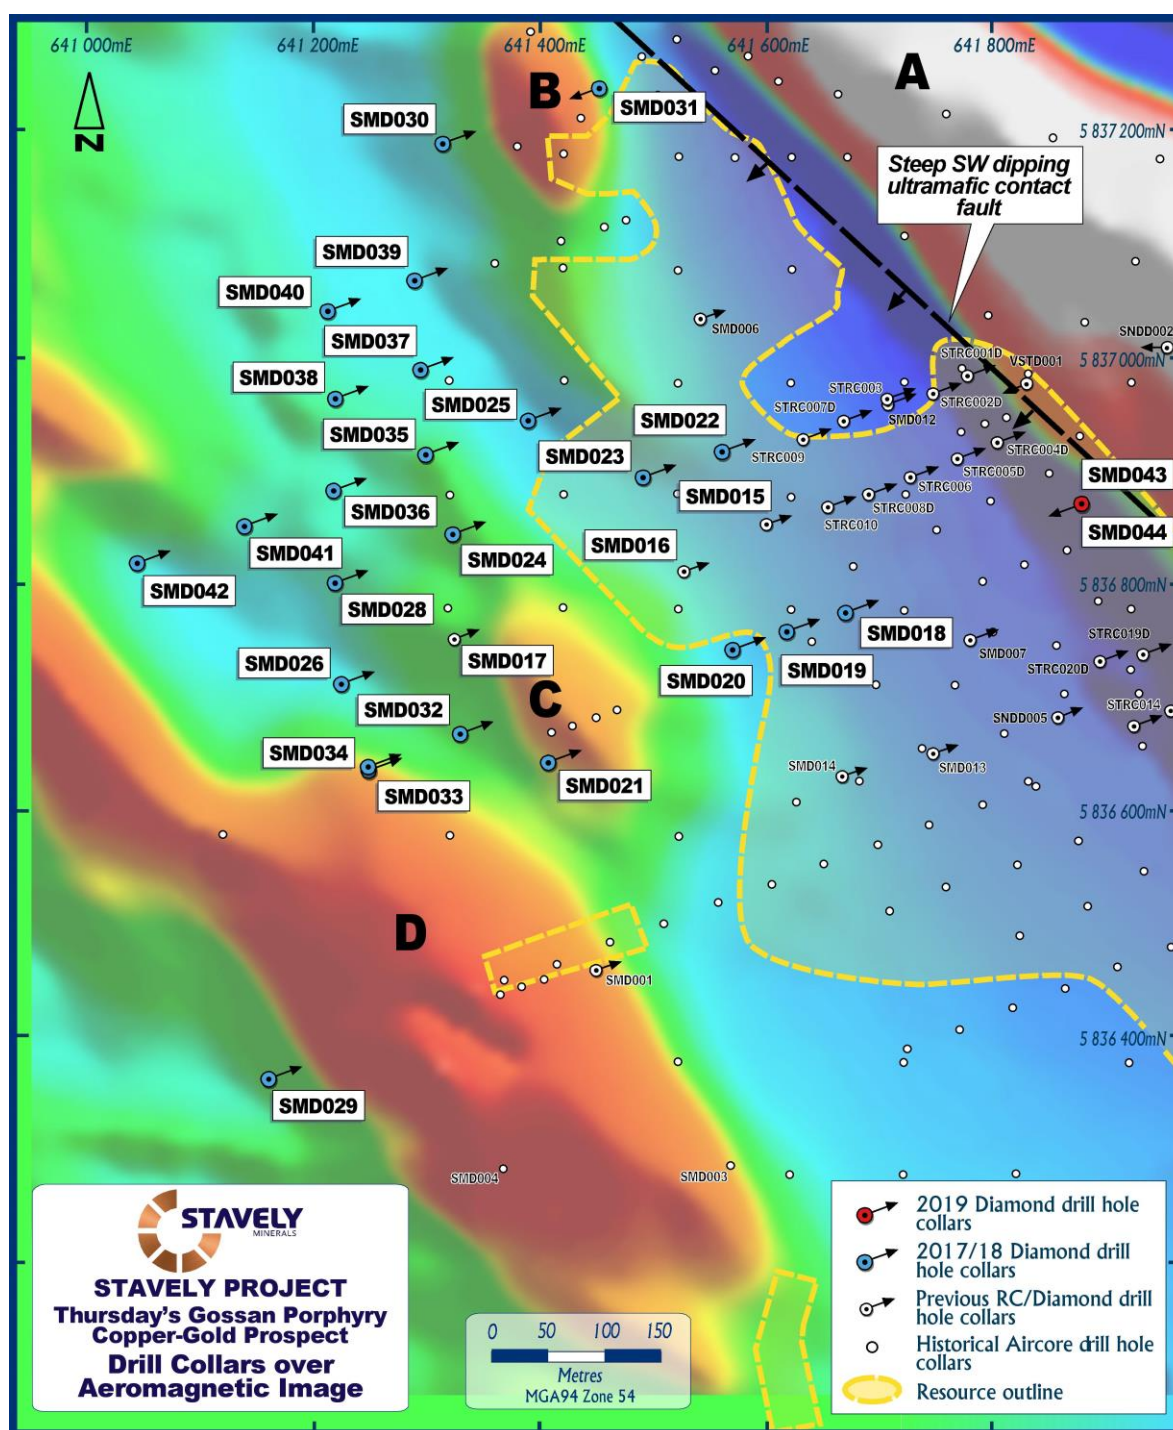 641 000mE
641 200mE
641 400mE
641 600mE
641 800mE
A
B
SMD031
SMD030
5 837 200mN
N
Steep SW dipping
ultramafic contact
fault
SMD039
SMD040
SMD006
SNDD002
SMD037
STRC001D
VSTD001
5 837 000mN
SMD038
STRC003
STRC002D
SMD025
STRC007D
SMD012
SMD022
SMD035
STRC009
STRC004D
SMD023
STRC005D
SMD043
SMD015
STRC006
SMD036
STRC008D
STRC010
SMD044
SMD041
SMD024
SMD016
SMD042
5 836 800mN
SMD028
SMD018
STRC019D
SMD017
SMD007
SMD026
SMD020
SMD019
STRC020D
C
SMD032
SNDD005
STRC014
SMD034
SMD021
SMD014
SMD013
SMD033
5 836 600mN
D
SMD001
5 836 400mN
SMD029
SMD004
SMD003
STAVELY
MINERALS
STAVELY PROJECT
Thursday's Gossan Porphyry
Copper-Gold Prospect
Drill Collars over
Aeromagnetic Image
0 50 100 150
Metres
MGA94 Zone 54
2019 Diamond drill hole
collars
2017/18 Diamond drill
hole collars
Previous RC/Diamond drill
hole collars
Historical Aircore drill hole
collars
Resource outline